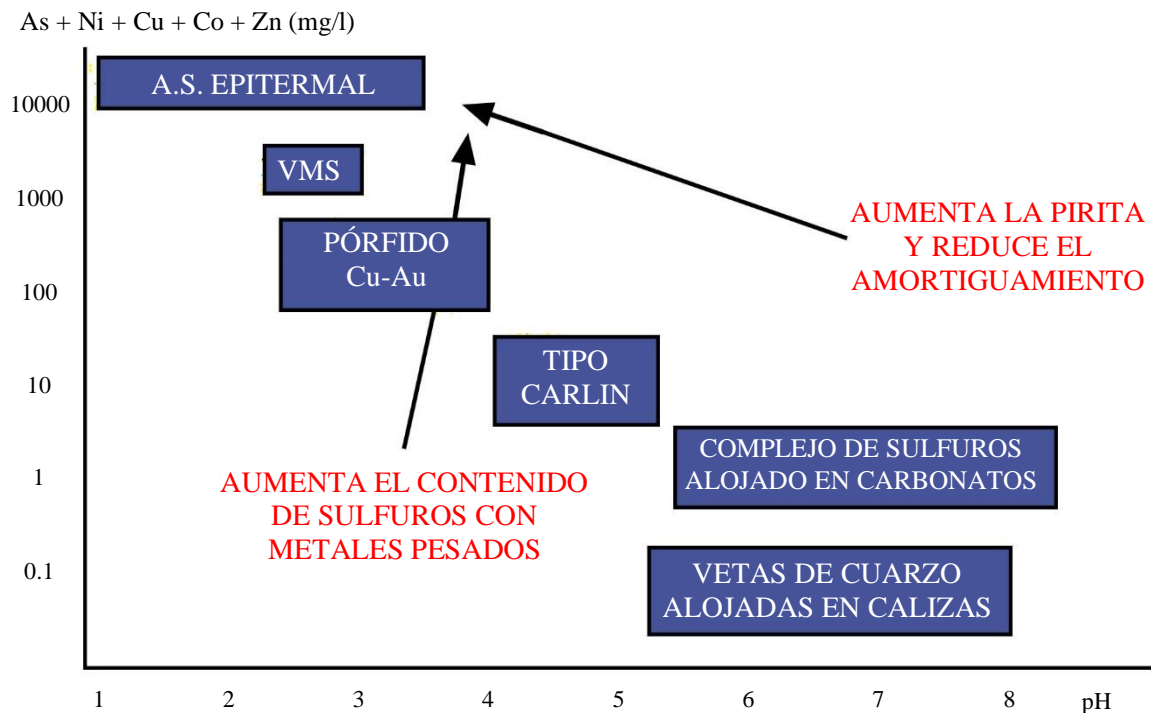 As + Ni + Cu + Co + Zn (mg/l)
A.S. EPITERMAL
10000
VMS
1000
AUMENTA LA PIRITA
Y REDUCE EL
AMORTIGUAMIENTO
PÓRFIDO
Cu-Au
100
TIPO
CARLIN
10
COMPLEJO DE SULFUROS
ALOJADO EN CARBONATOS
1
AUMENTA EL CONTENIDO
DE SULFUROS CON
METALES PESADOS
0.1
VETAS DE CUARZO
ALOJADAS EN CALIZAS
1 2 3 4 5 6 7 8 pH